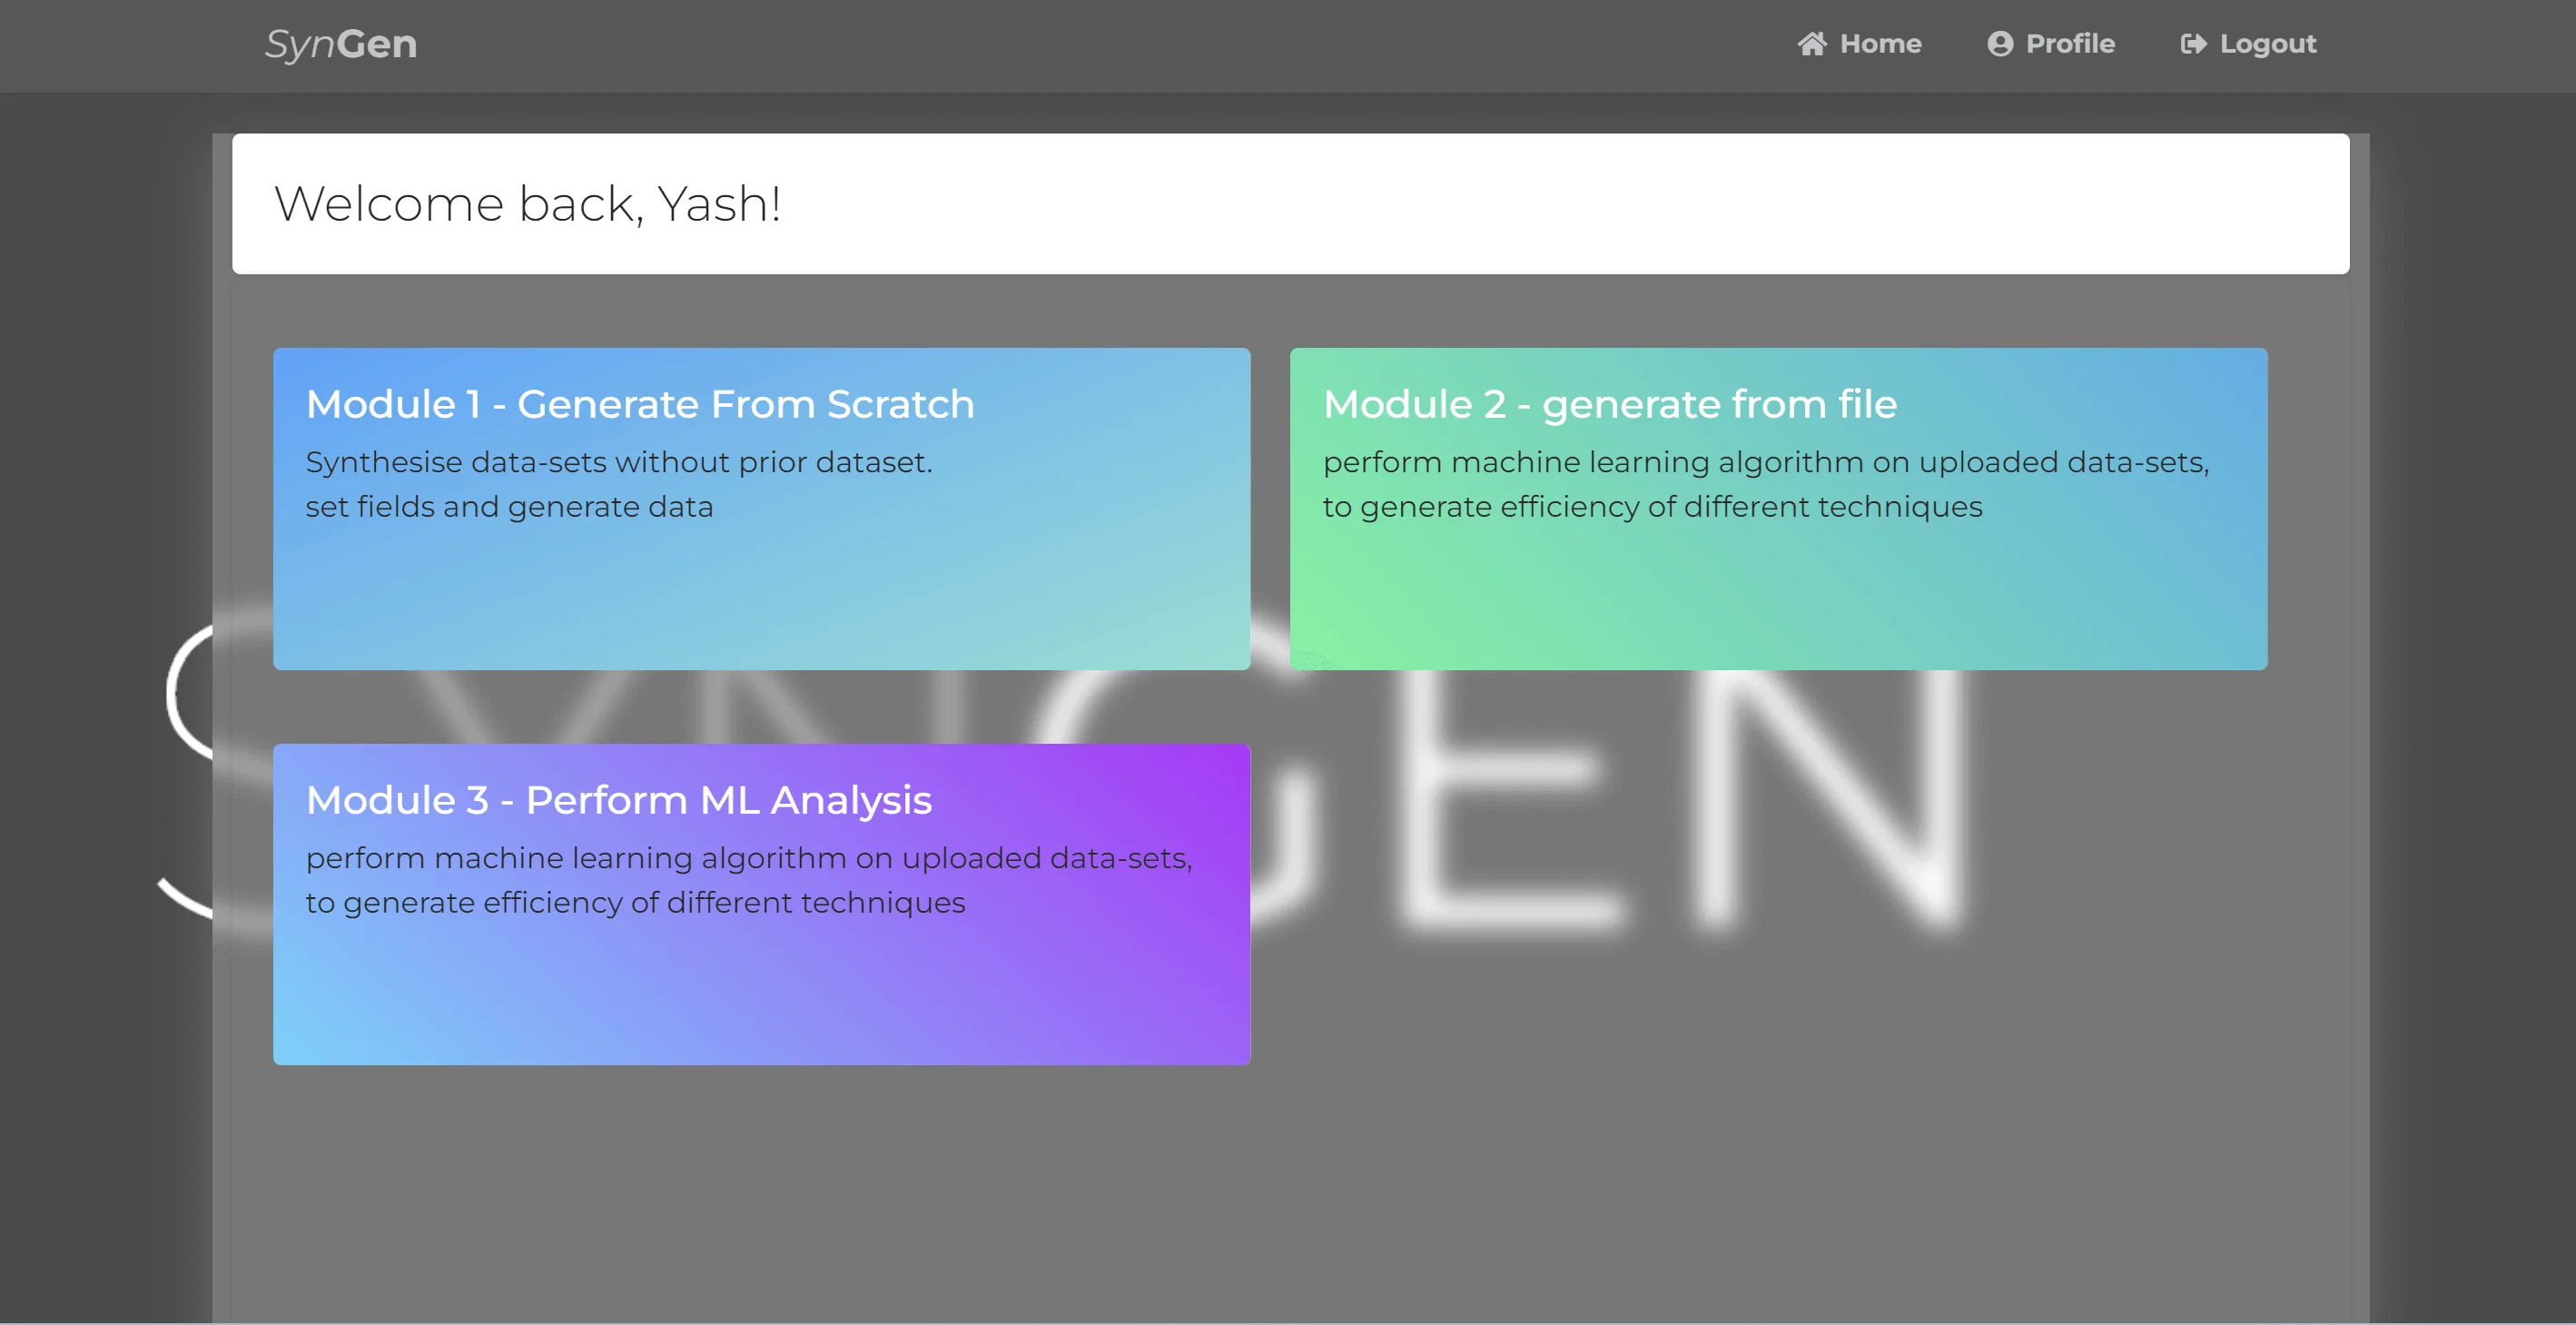 SynGen
Home
Profile
Logout
Welcome back, Yash!
Module 1 - Generate From Scratch
Synthesise data-sets without prior dataset.
set fields and generate data
Module 2 - generate from file
perform machine learning algorithm on uploaded data-sets,
to generate efficiency of different techniques
SYNGEN
Module 3 - Perform ML Analysis
perform machine learning algorithm on uploaded data-sets,
to generate efficiency of different techniques